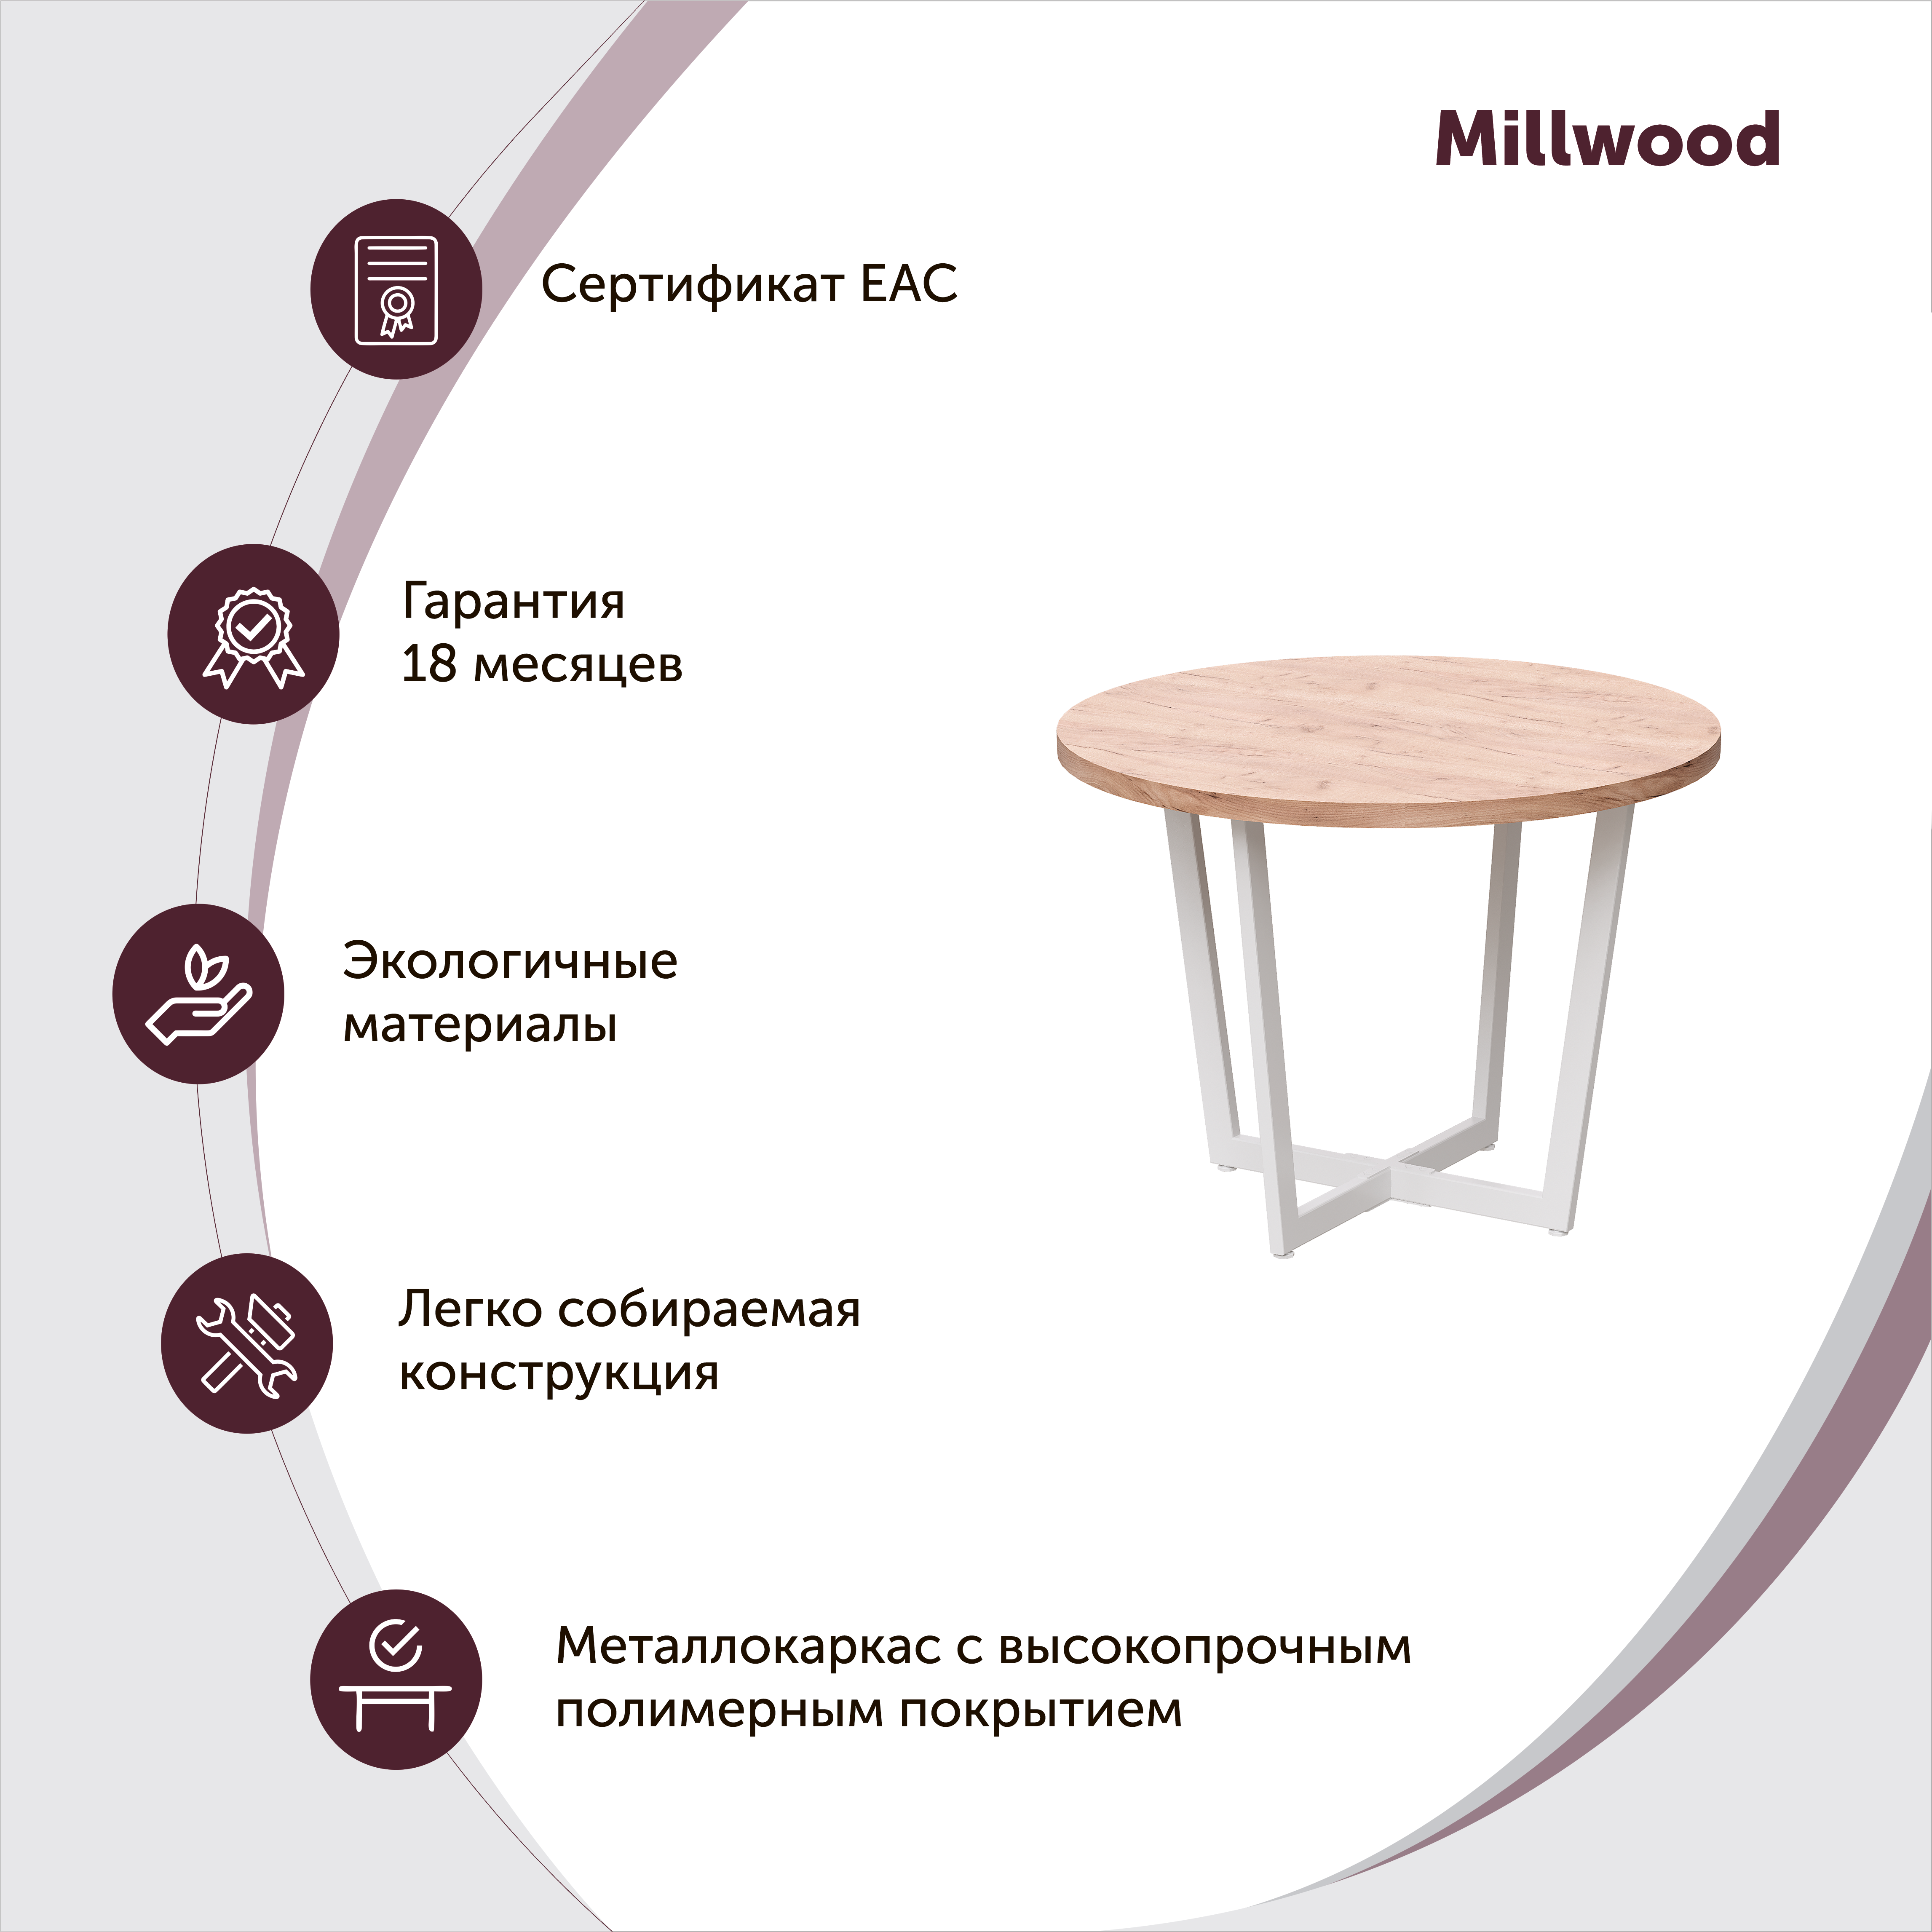 Millwood
Сертификат ЕАС
Гарантия
18 месяцев
Экологичные
материалы
Легко собираемая
конструкция
Металлокаркас с высокопрочным
полимерным покрытием